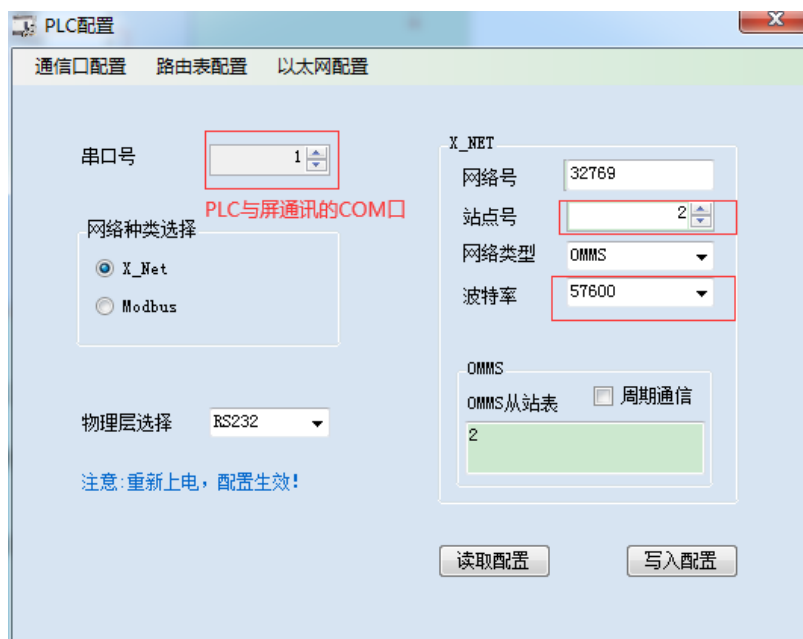 PLC配置
通信口配置 路由表配置 以太网配置
串口号 1
PLC与屏通讯的COM口
网络种类选择
X_Net
Modbus
物理层选择 RS232
注意:重新上电，配置生效!
X_NET
网络号 32769
站点号 2
网络类型 OMMS
波特率 57600
OMMS
OMMS从站表 周期通信
2
读取配置 写入配置